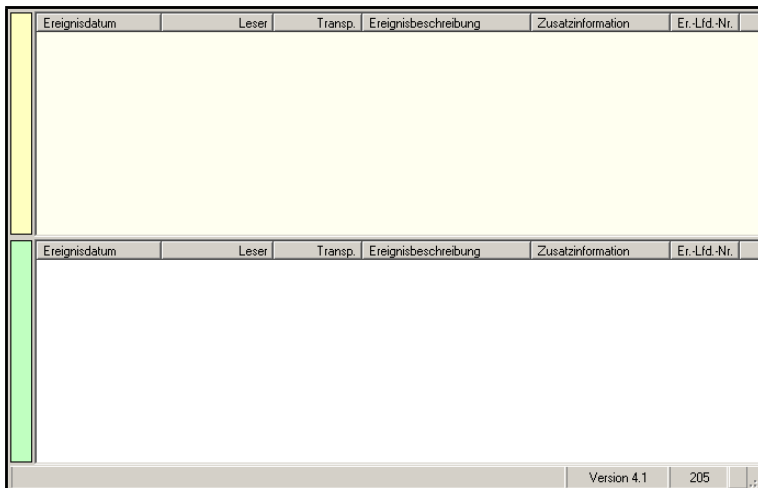 Ereignisdatum Leser Transp. Ereignisbeschreibung Zusatzinformation Er.-Lfd.-Nr.
Ereignisdatum Leser Transp. Ereignisbeschreibung Zusatzinformation Er.-Lfd.-Nr.
Version 4.1 205